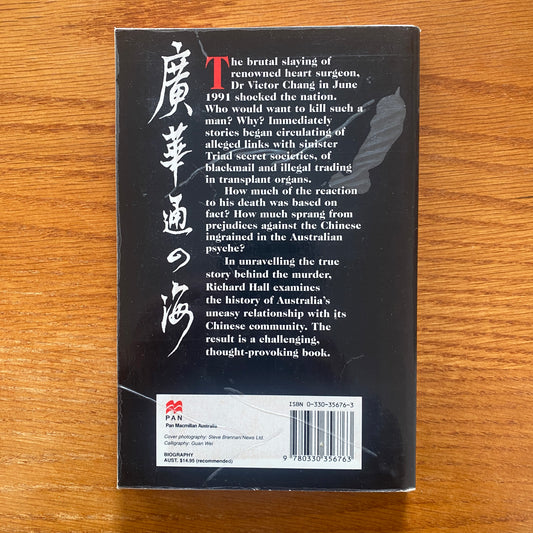 廣華通の海
The brutal slaying of
renowned heart surgeon,
Dr Victor Chang in June
1991 shocked the nation.
Who would want to kill such a
man? Why? Immediately
stories began circulating of
alleged links with sinister
Triad secret societies, of
blackmail and illegal trading
in transplant organs.
How much of the reaction
to his death was based on
fact? How much sprang from
prejudices against the Chinese
ingrained in the Australian
psyche?
In unravelling the true
story behind the murder,
Richard Hall examines
the history of Australia's
uneasy relationship with its
Chinese community. The
result is a challenging,
thought-provoking book.
PAN
Pan Macmillan Australia
Cover photography: Steve Brennan/News Ltd.
Calligraphy: Guan Wei
BIOGRAPHY
AUST. $14.95 (recommended)
ISBN 0-330-35676-3
9 780330 356763